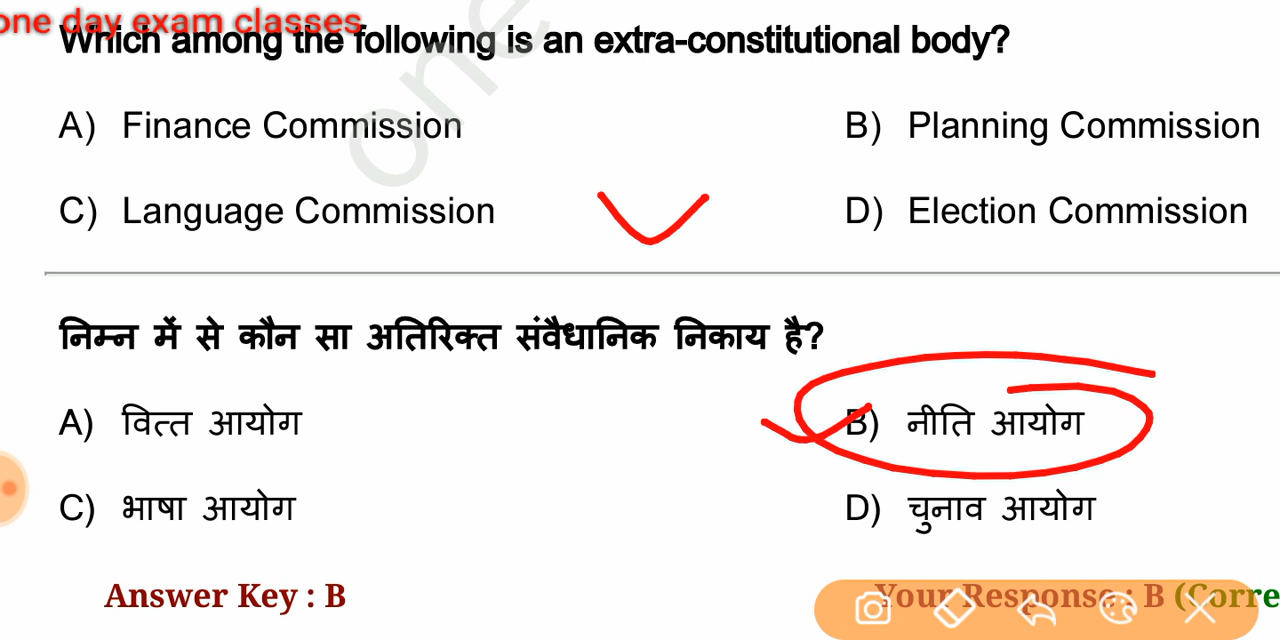 one day exam classes
Which among the following is an extra-constitutional body?
one
A) Finance Commission B) Planning Commission
C) Language Commission D) Election Commission
निम्न में से कौन सा अतिरिक्त संवैधानिक निकाय है?
A) वित्त आयोग B) नीति आयोग
C) भाषा आयोग D) चुनाव आयोग
Answer Key : B Your Response : B (Corre